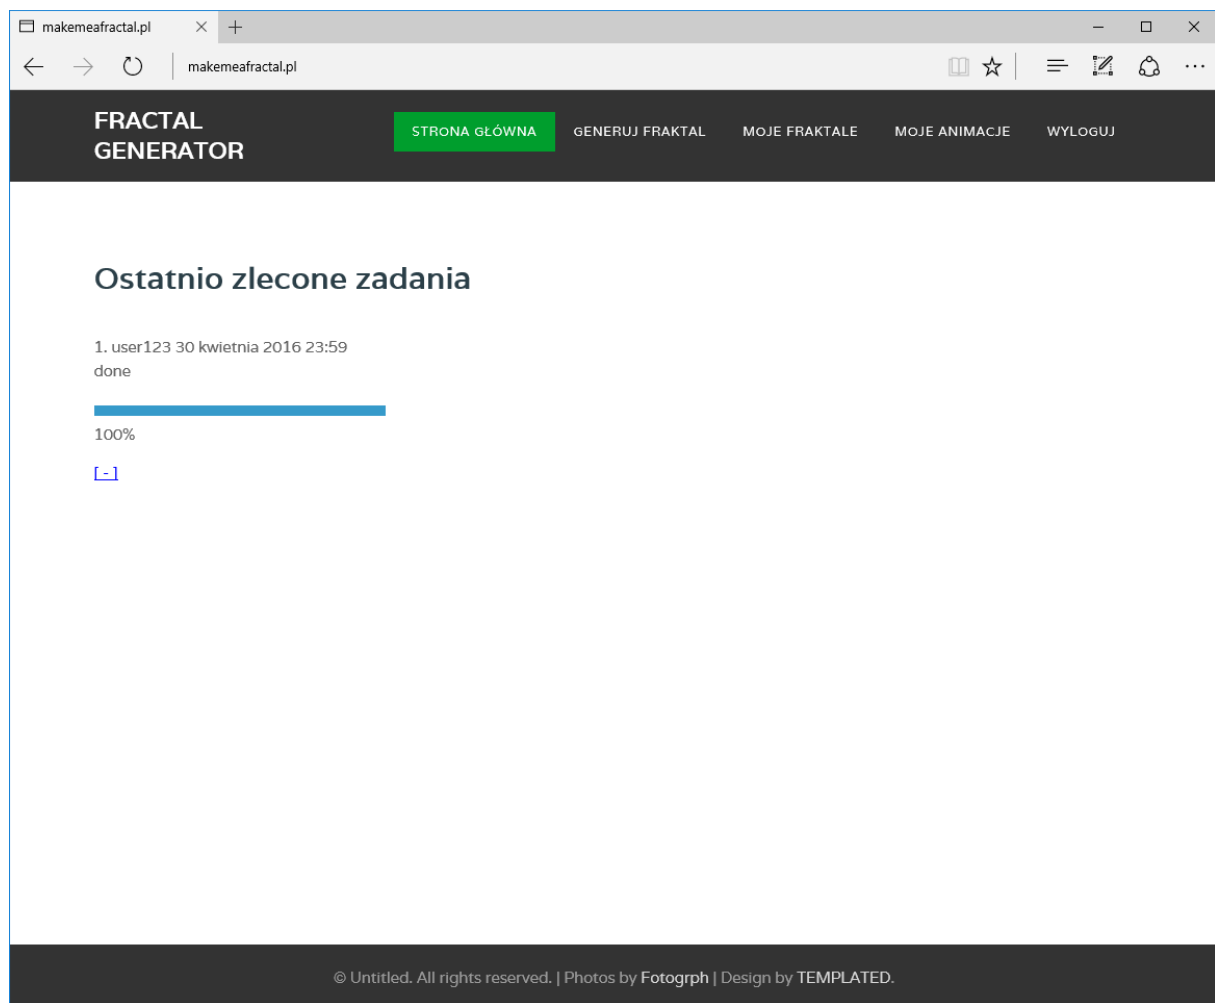 makemeafractal.pl
makemeafractal.pl
FRACTAL
GENERATOR
STRONA GŁÓWNA GENERUJ FRAKTAL MOJE FRAKTALE MOJE ANIMACJE WYLOGUJ
Ostatnio zlecone zadania
1. user123 30 kwietnia 2016 23:59
done
100%
[ - ]
© Untitled. All rights reserved. | Photos by Fotogrph | Design by TEMPLATED.